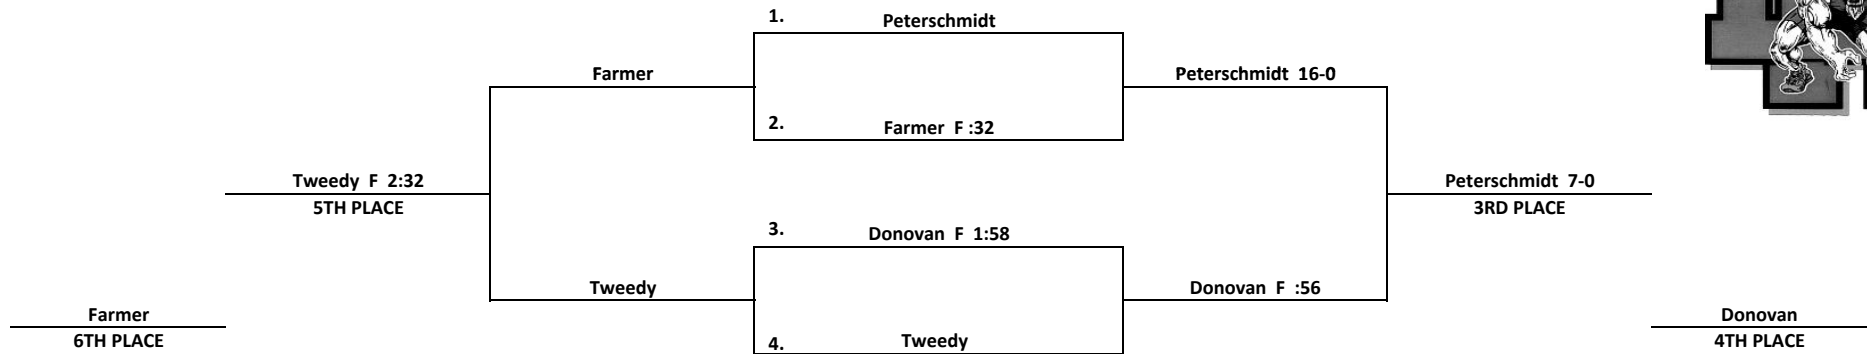 1. Peterschmidt
Farmer
Peterschmidt 16-0
2. Farmer F :32
Tweedy F 2:32
5TH PLACE
Peterschmidt 7-0
3RD PLACE
3. Donovan F 1:58
Tweedy
Donovan F :56
Farmer
6TH PLACE
Donovan
4TH PLACE
4. Tweedy